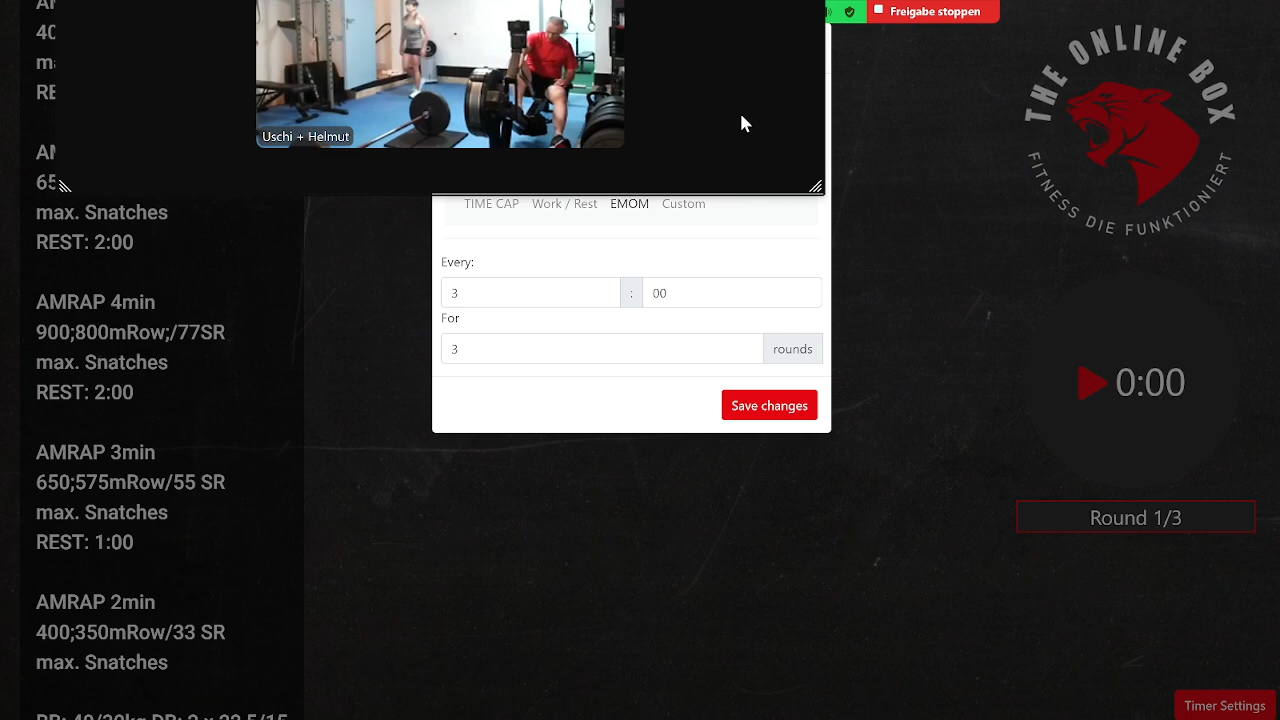 40
RE
65
max. Snatches
REST: 2:00
AMRAP 4min
900;800mRow;/77SR
max. Snatches
REST: 2:00
AMRAP 3min
650;575mRow/55 SR
max. Snatches
REST: 1:00
AMRAP 2min
400;350mRow/33 SR
max. Snatches
Uschi + Helmut
TIME CAP Work / Rest EMOM Custom
Every:
3 : 00
For
3 rounds
Save changes
Freigabe stoppen
THE ONLINE BOX
FITNESS DIE FUNKTIONIERT
0:00
Round 1/3
Timer Settings